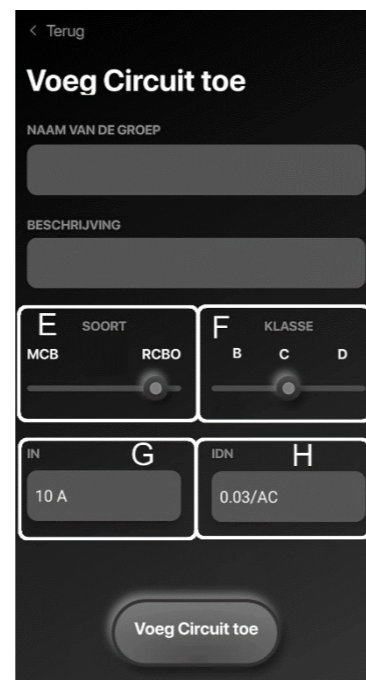 < Terug
Voeg Circuit toe
NAAM VAN DE GROEP
BESCHRIJVING
E SOORT
MCB RCBO
F KLASSE
B C D
IN G
10 A
IDN H
0.03/AC
Voeg Circuit toe